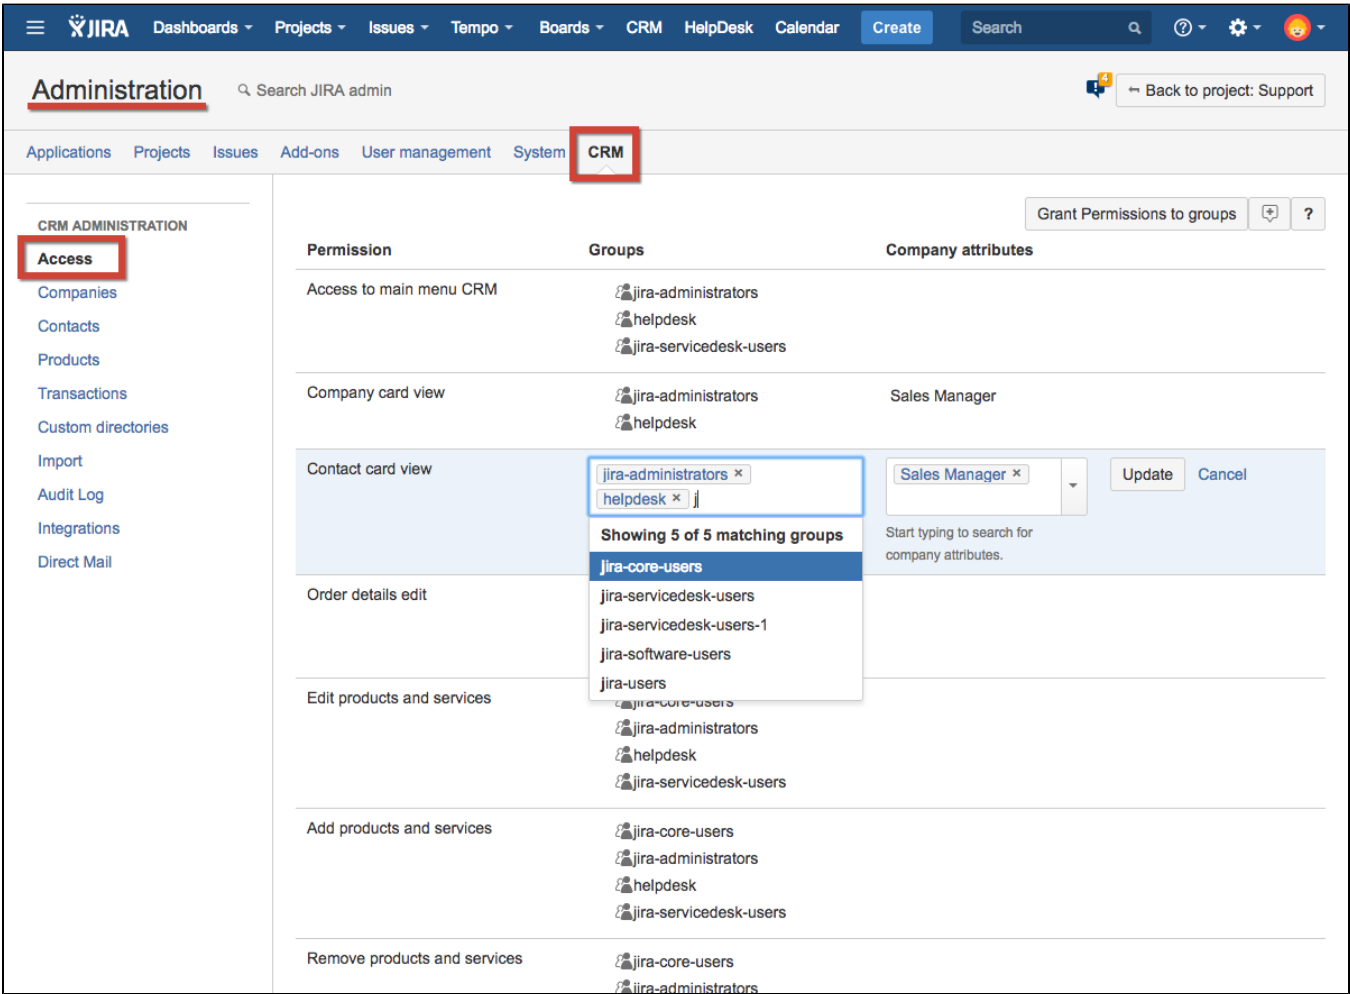 JIRA Dashboards Projects Issues Tempo Boards CRM HelpDesk Calendar Create Search ?
Administration Search JIRA admin 4 Back to project: Support
Applications Projects Issues Add-ons User management System CRM
Grant Permissions to groups ?
CRM ADMINISTRATION
Access
Companies
Contacts
Products
Transactions
Custom directories
Import
Audit Log
Integrations
Direct Mail
Permission Groups Company attributes
Access to main menu CRM jira-administrators
helpdesk
jira-servicedesk-users
Company card view jira-administrators Sales Manager
helpdesk
Contact card view jira-administrators × Sales Manager × Update Cancel
helpdesk × j
Start typing to search for
company attributes.
Showing 5 of 5 matching groups
jira-core-users
jira-servicedesk-users
jira-servicedesk-users-1
jira-software-users
jira-users
Order details edit
Edit products and services jira-core-users
jira-administrators
helpdesk
jira-servicedesk-users
Add products and services jira-core-users
jira-administrators
helpdesk
jira-servicedesk-users
Remove products and services jira-core-users
jira-administrators